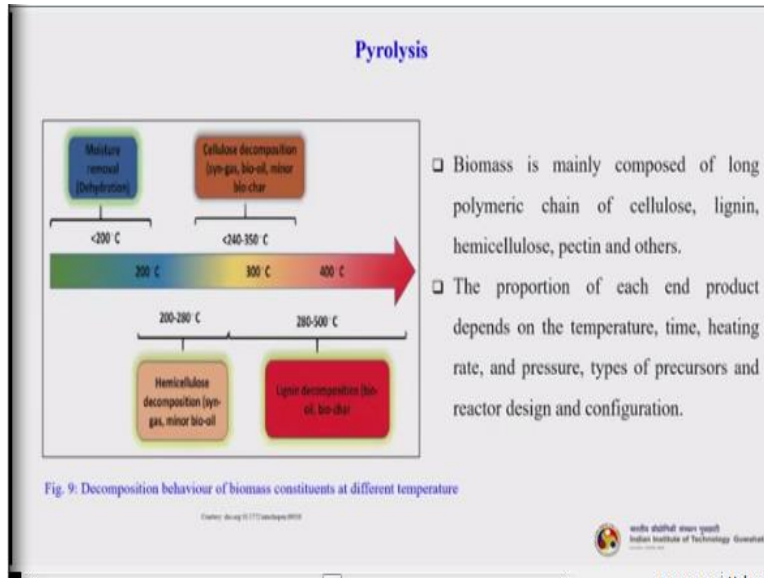 Pyrolysis
Moisture
removal
(Dehydration)
Cellulose decomposition
(syn-gas, bio-oil, minor
bio-char
<200°C
<240-350°C
200°C
300°C
400°C
200-280°C
280-500°C
Hemicellulose
decomposition (syn-
gas, minor bio-oil
Lignin decomposition (bio-
oil, bio-char
Biomass is mainly composed of long
polymeric chain of cellulose, lignin,
hemicellulose, pectin and others.
The proportion of each end product
depends on the temperature, time, heating
rate, and pressure, types of precursors and
reactor design and configuration.
Fig. 9: Decomposition behaviour of biomass constituents at different temperature
Courtesy:
भारतीय प्रौद्योगिकी संस्थान गुवाहाटी
Indian Institute of Technology Guwahati